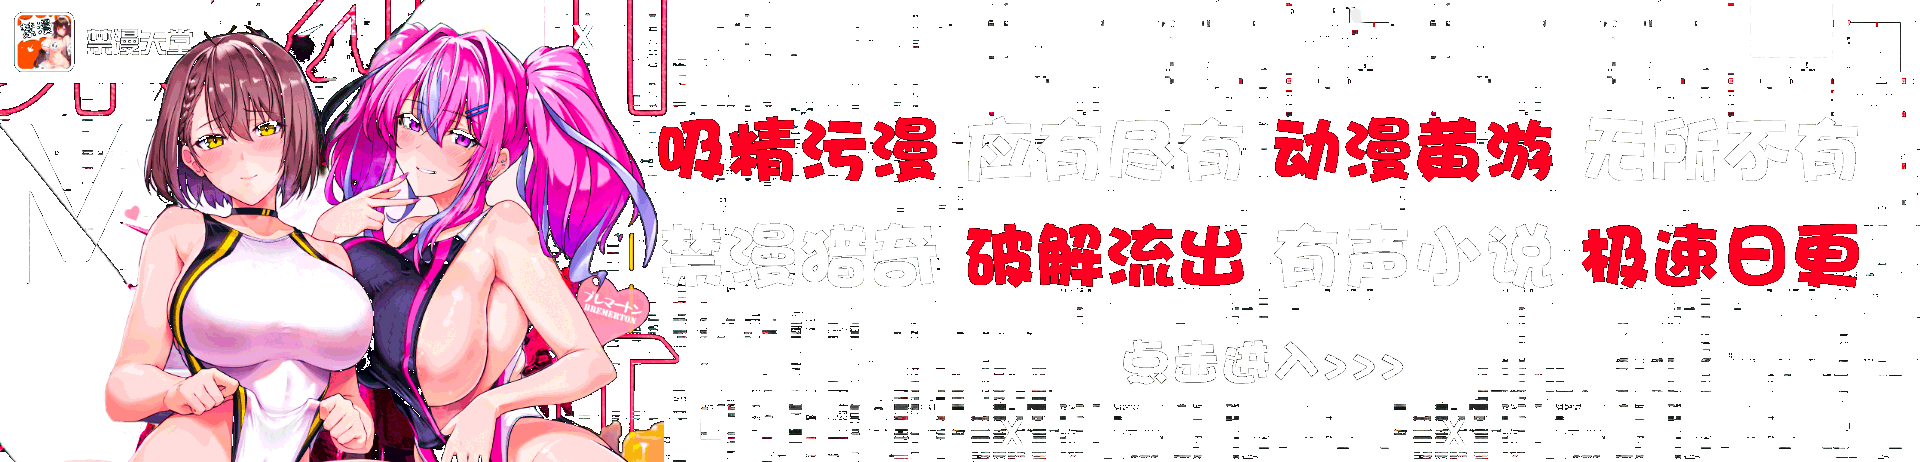 禁漫天堂
吸精污漫 应有尽有 动漫黄游 无所不有
禁漫猎奇 破解流出 有声小说 极速日更
プレマートン
BREMERTON
点击进入>>>>